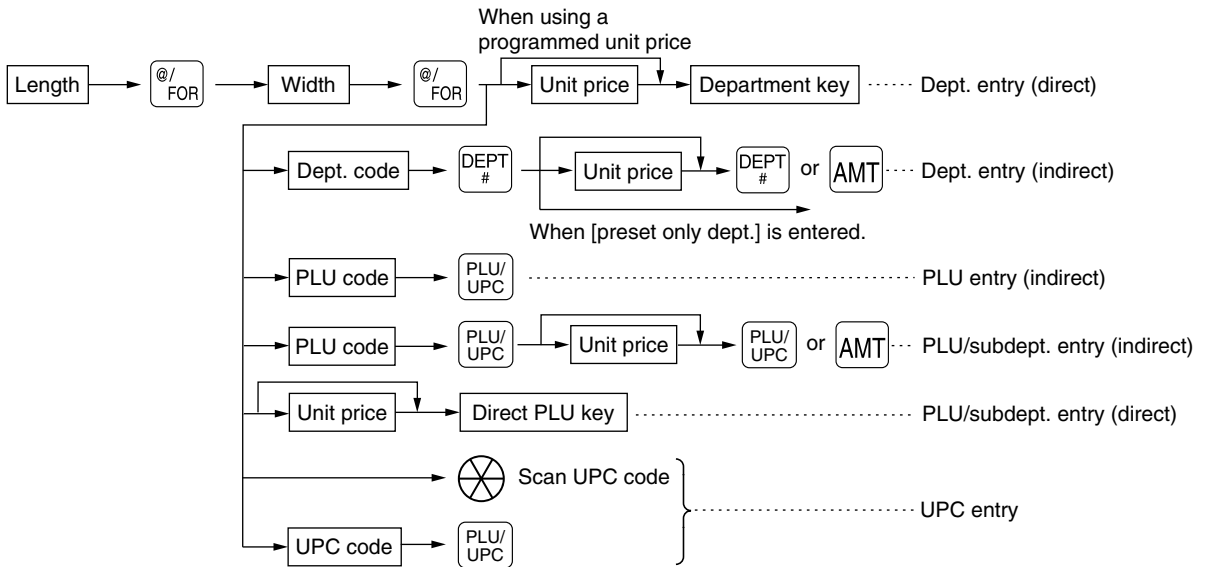 When using a
programmed unit price
Length @/ FOR Width @/ FOR Unit price Department key Dept. entry (direct)
Dept. code DEPT # Unit price DEPT # or AMT Dept. entry (indirect)
When [preset only dept.] is entered.
PLU code PLU/ UPC PLU entry (indirect)
PLU code PLU/ UPC Unit price PLU/ UPC or AMT PLU/subdept. entry (indirect)
Unit price Direct PLU key PLU/subdept. entry (direct)
Scan UPC code
UPC entry
UPC code PLU/ UPC